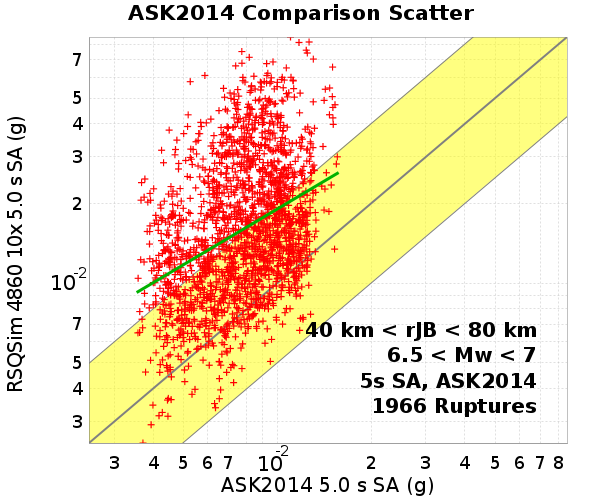 ASK2014 Comparison Scatter
RSQSim 4860 10x 5.0 s SA (g)
7
5
4
3
2
10-2
7
5
4
3
40 km < rJB < 80 km
6.5 < Mw < 7
5s SA, ASK2014
1966 Ruptures
3 4 5 6 7 10-2 2 3 4 5 6 7 8
ASK2014 5.0 s SA (g)